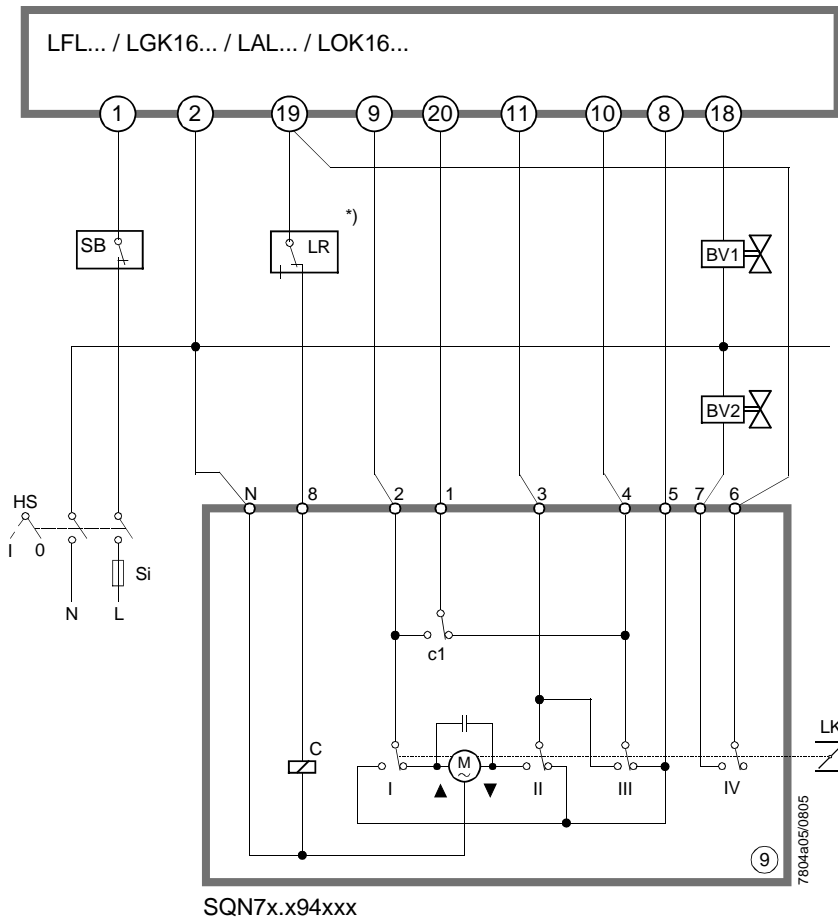 LFL... / LGK16... / LAL... / LOK16...
1 2 19 9 20 11 10 8 18
*)
SB LR BV1
BV2
N 8 2 1 3 4 5 7 6
HS
I 0
Si
N L
c1
C
M
~
LK
I II III IV
9
7804a05/0805
SQN7x.x94xxx